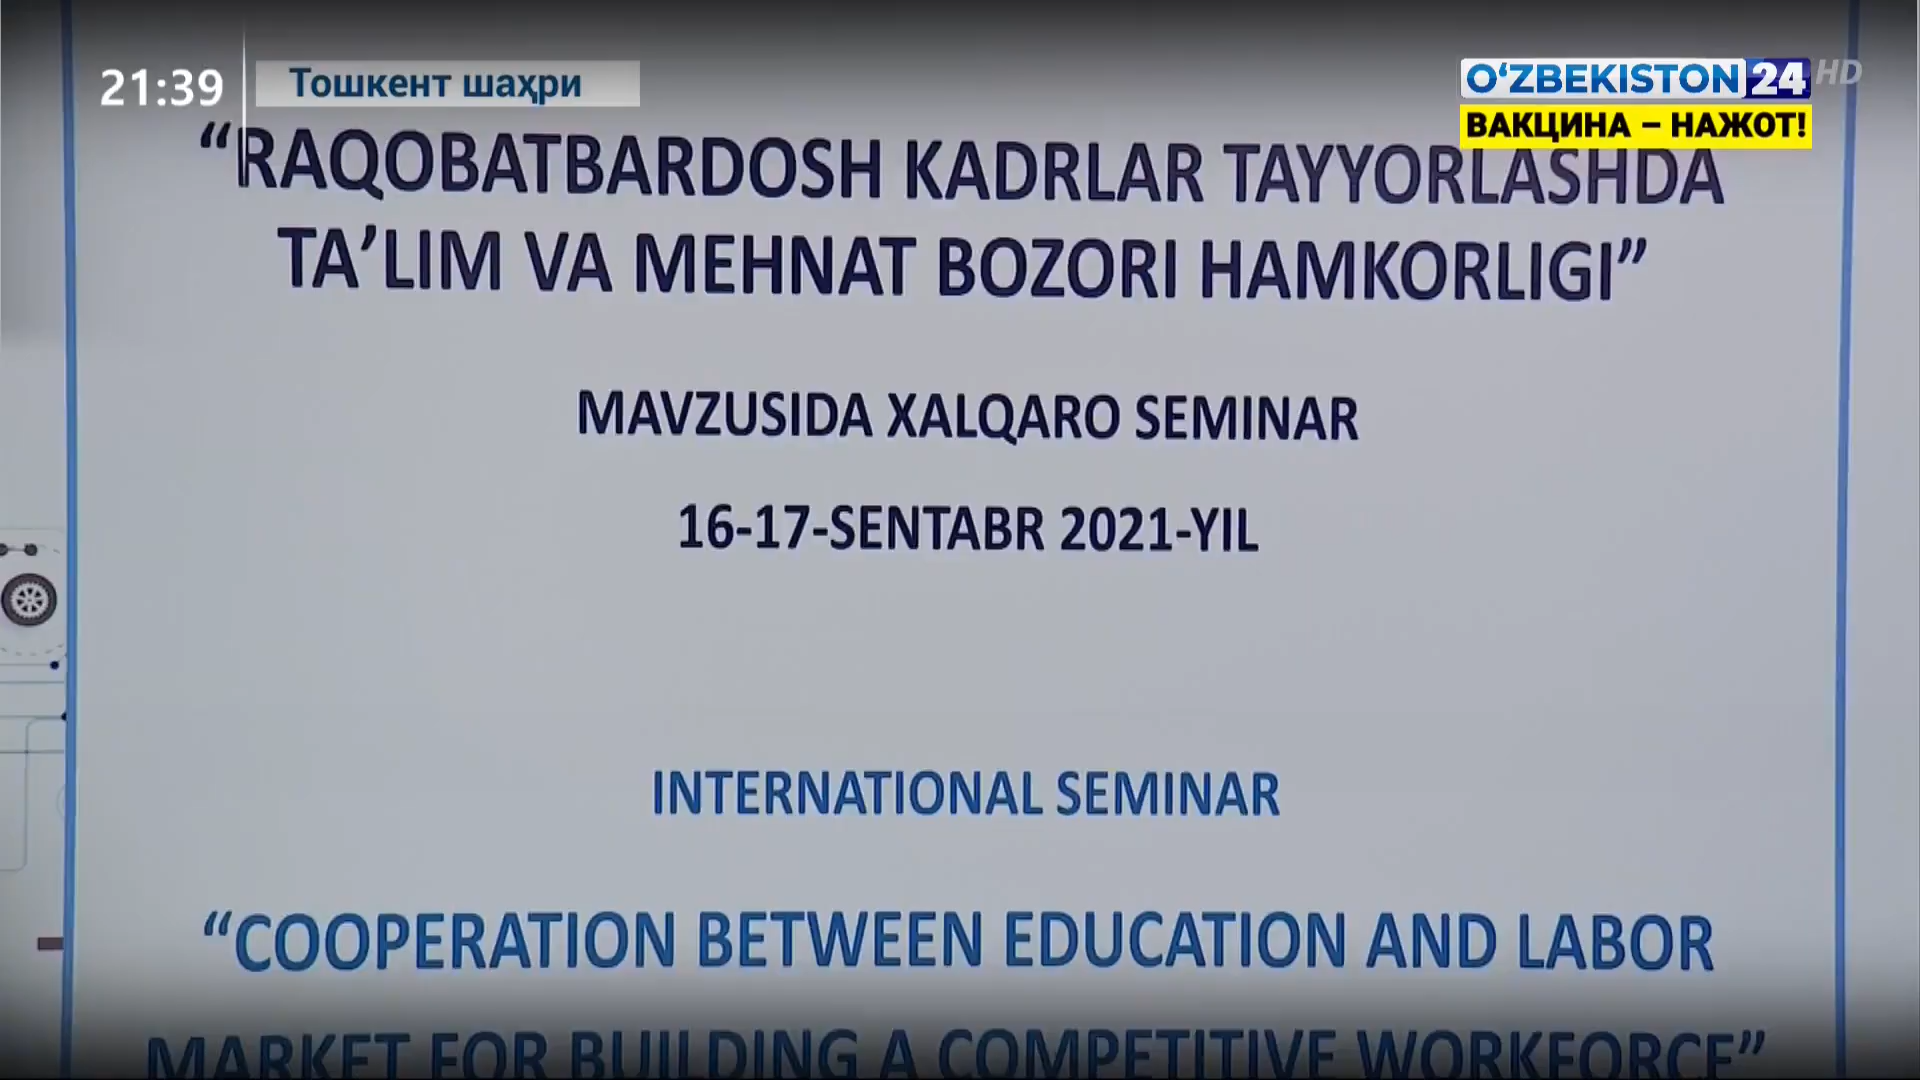 21:39
Тошкент шаҳри
O‘ZBEKISTON 24 HD
ВАКЦИНА – НАЖОТ!
“RAQOBATBARDOSH KADRLAR TAYYORLASHDA
TA’LIM VA MEHNAT BOZORI HAMKORLIGI”
MAVZUSIDA XALQARO SEMINAR
16-17-SENTABR 2021-YIL
INTERNATIONAL SEMINAR
“COOPERATION BETWEEN EDUCATION AND LABOR
MARKET FOR BUILDING A COMPETITIVE WORKFORCE”